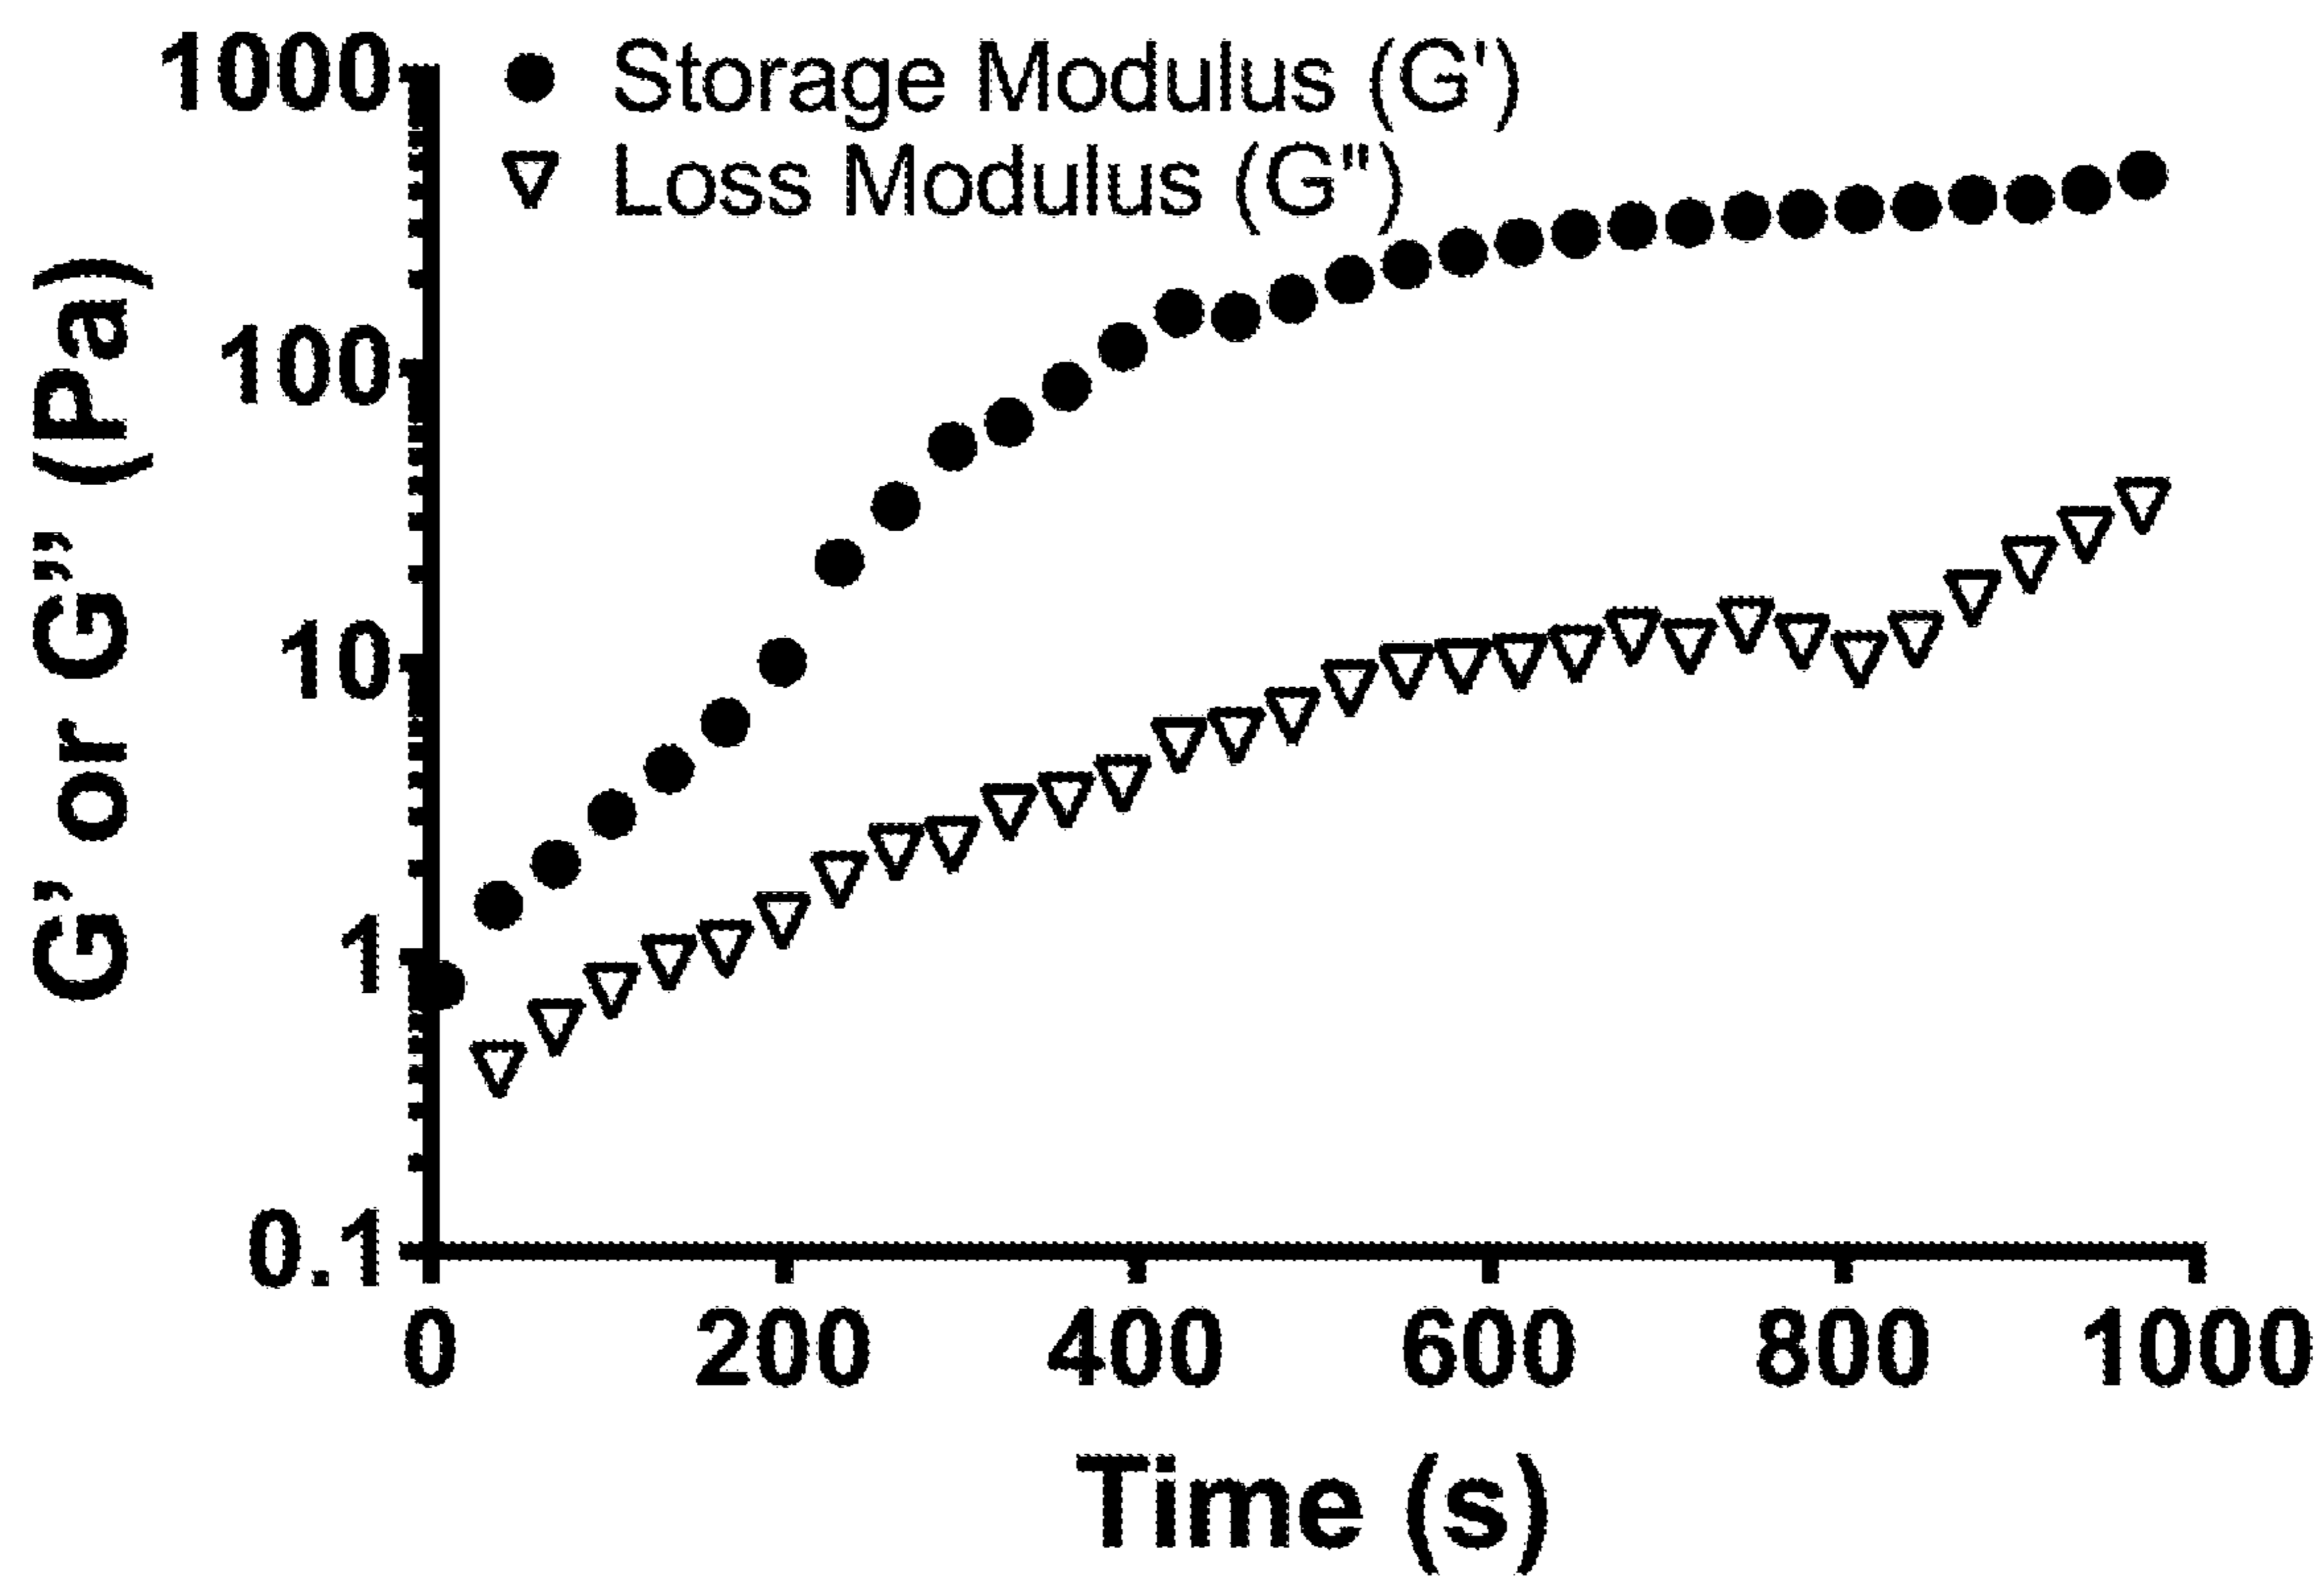 Storage Modulus (G')
Loss Modulus (G")
G' or G" (Pa)
1000
100
10
1
0.1
0 200 400 600 800 1000
Time (s)